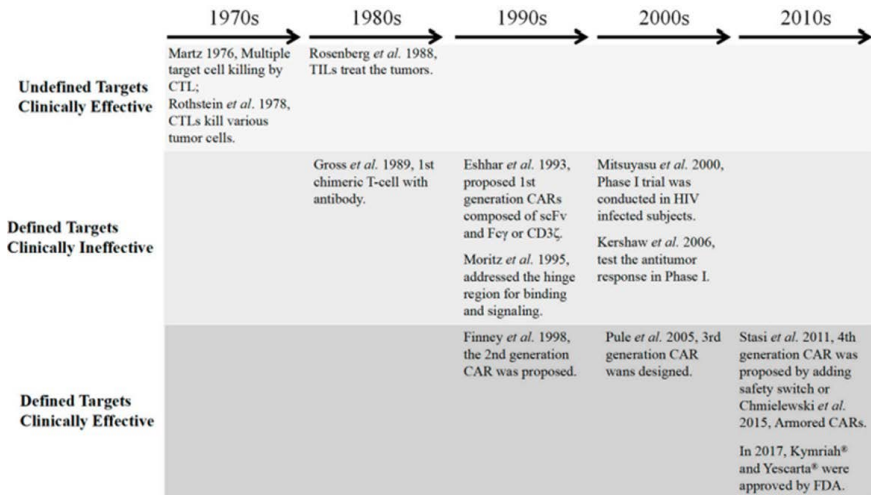 1970s
1980s
1990s
2000s
2010s
Undefined Targets
Clinically Effective
Martz 1976, Multiple
target cell killing by
CTL;
Rothstein et al. 1978,
CTLs kill various
tumor cells.
Rosenberg et al. 1988,
TILs treat the tumors.
Defined Targets
Clinically Ineffective
Gross et al. 1989, 1st
chimeric T-cell with
antibody.
Eshhar et al. 1993,
proposed 1st
generation CARs
composed of scFv
and Fcγ or CD3ζ.
Moritz et al. 1995,
addressed the hinge
region for binding
and signaling.
Mitsuyasu et al. 2000,
Phase I trial was
conducted in HIV
infected subjects.
Kershaw et al. 2006,
test the antitumor
response in Phase I.
Defined Targets
Clinically Effective
Finney et al. 1998,
the 2nd generation
CAR was proposed.
Pule et al. 2005, 3rd
generation CAR
wans designed.
Stasi et al. 2011, 4th
generation CAR was
proposed by adding
safety switch or
Chmielewski et al.
2015, Armored CARs.
In 2017, Kymriah®
and Yescarta® were
approved by FDA.